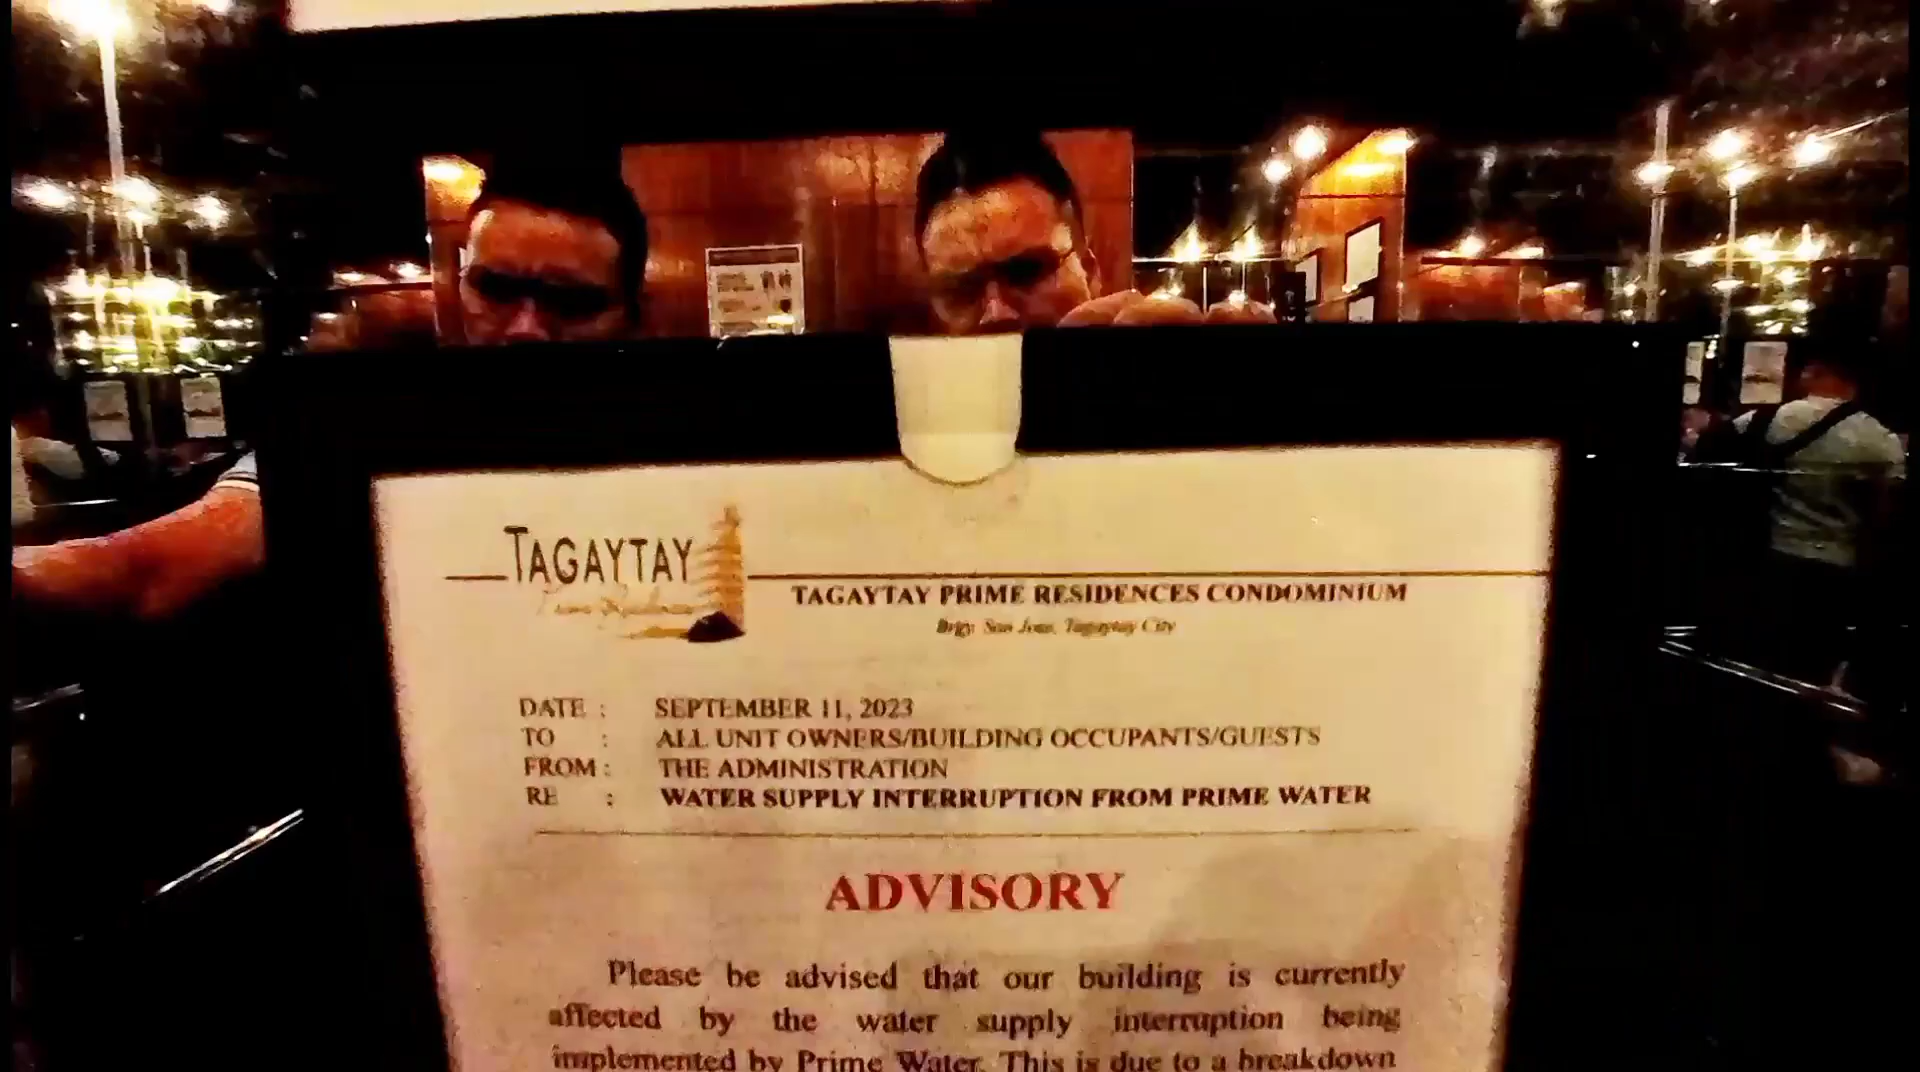 TAGAYTAY
Prime Residences
TAGAYTAY PRIME RESIDENCES CONDOMINIUM
Brgy. San Jose, Tagaytay City
DATE : SEPTEMBER 11, 2023
TO : ALL UNIT OWNERS/BUILDING OCCUPANTS/GUESTS
FROM : THE ADMINISTRATION
RE : WATER SUPPLY INTERRUPTION FROM PRIME WATER
ADVISORY
Please be advised that our building is currently
affected by the water supply interruption being
implemented by Prime Water. This is due to a breakdown